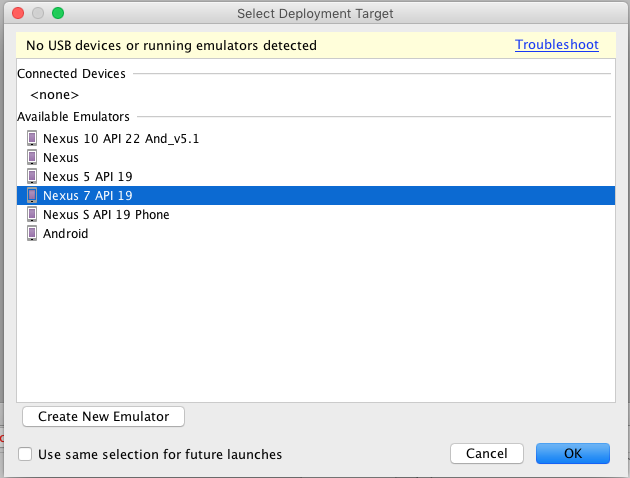 Select Deployment Target
No USB devices or running emulators detected Troubleshoot
Connected Devices
<none>
Available Emulators
Nexus 10 API 22 And_v5.1
Nexus
Nexus 5 API 19
Nexus 7 API 19
Nexus S API 19 Phone
Android
Create New Emulator
Use same selection for future launches Cancel OK